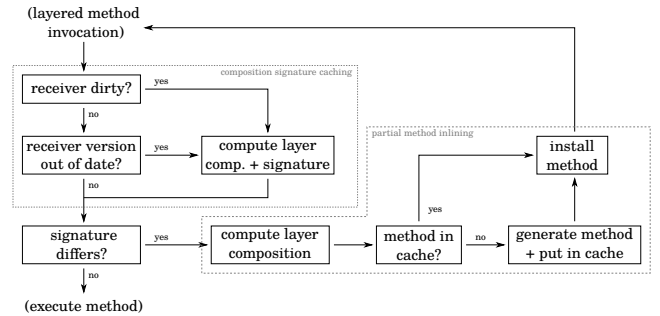 (layered method
invocation)
composition signature caching
receiver dirty?
yes
no
receiver version
out of date?
yes
compute layer
comp. + signature
no
partial method inlining
install
method
signature
differs?
yes
compute layer
composition
method in
cache?
yes
no
generate method
+ put in cache
no
(execute method)